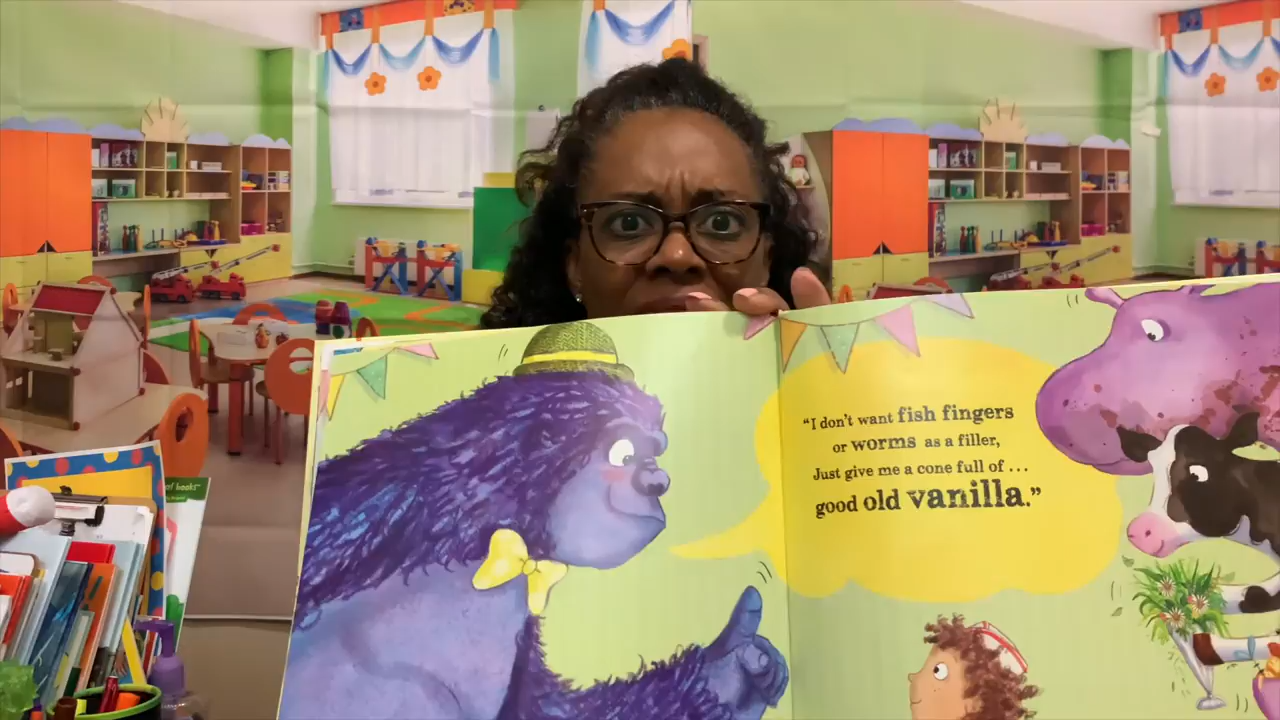 "I don't want fish fingers
or worms as a filler,
Just give me a cone full of ...
good old vanilla."